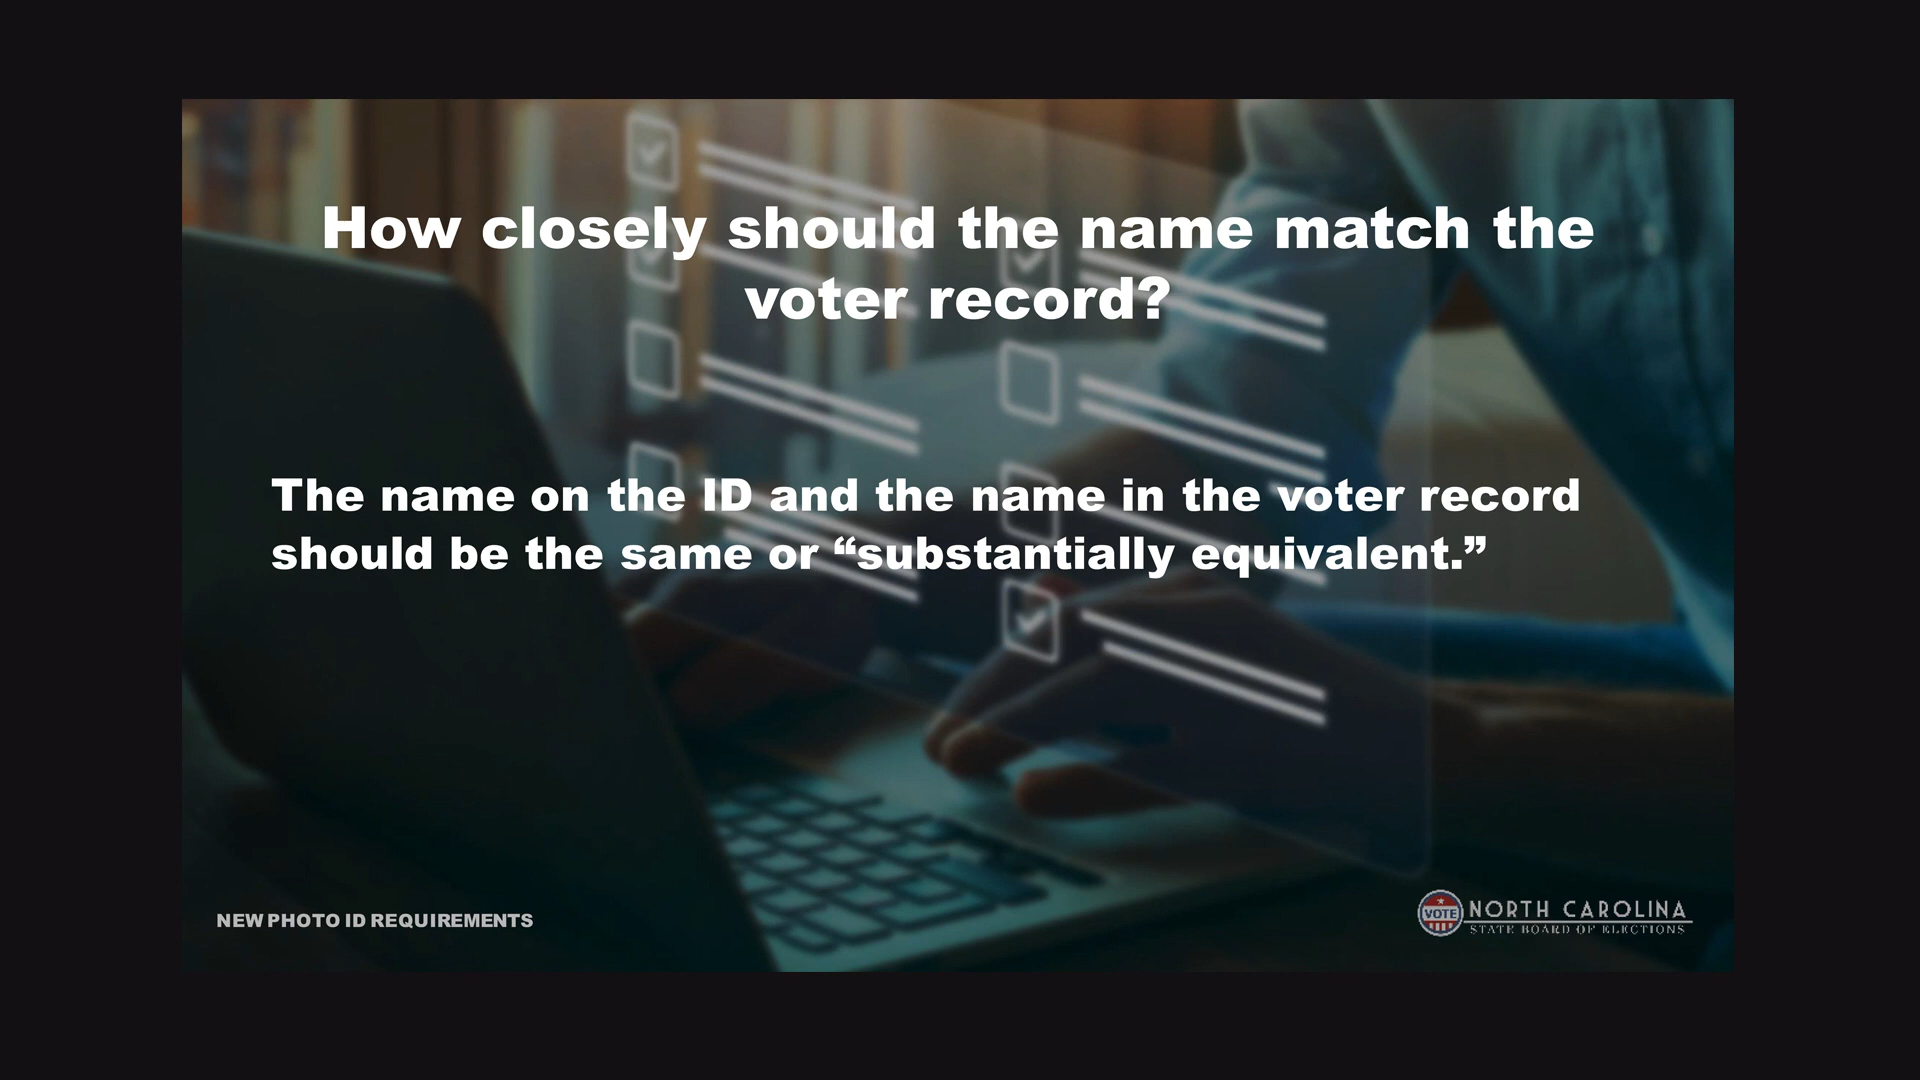 How closely should the name match the
voter record?
The name on the ID and the name in the voter record
should be the same or “substantially equivalent.”
NEW PHOTO ID REQUIREMENTS
VOTE
NORTH CAROLINA
STATE BOARD OF ELECTIONS